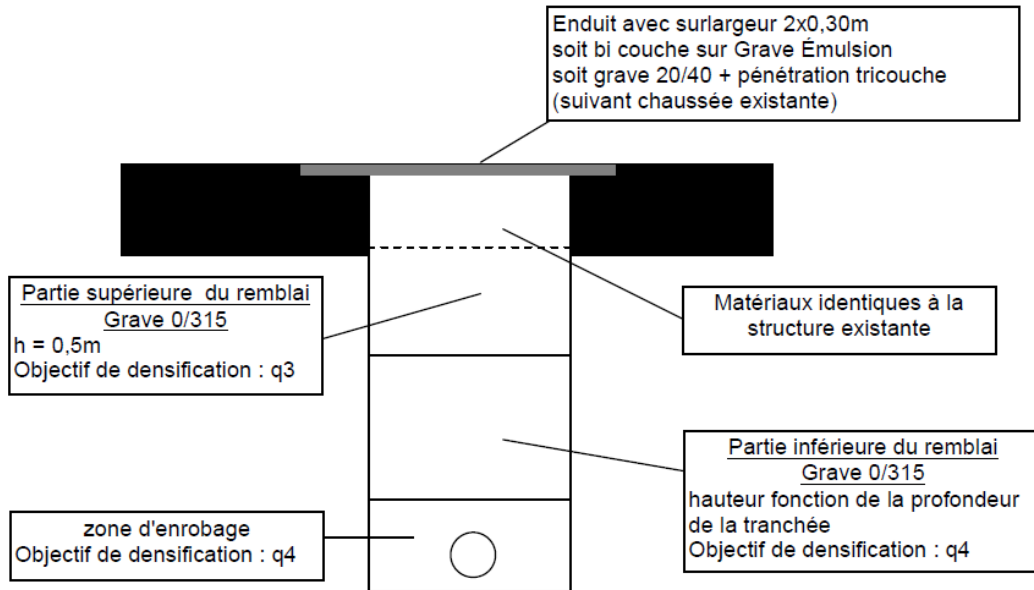 Enduit avec surlargeur 2x0,30m
soit bi couche sur Grave Émulsion
soit grave 20/40 + pénétration tricouche
(suivant chaussée existante)
Partie supérieure du remblai
Grave 0/315
h = 0,5m
Objectif de densification : q3
Matériaux identiques à la
structure existante
Partie inférieure du remblai
Grave 0/315
hauteur fonction de la profondeur
de la tranchée
Objectif de densification : q4
zone d'enrobage
Objectif de densification : q4